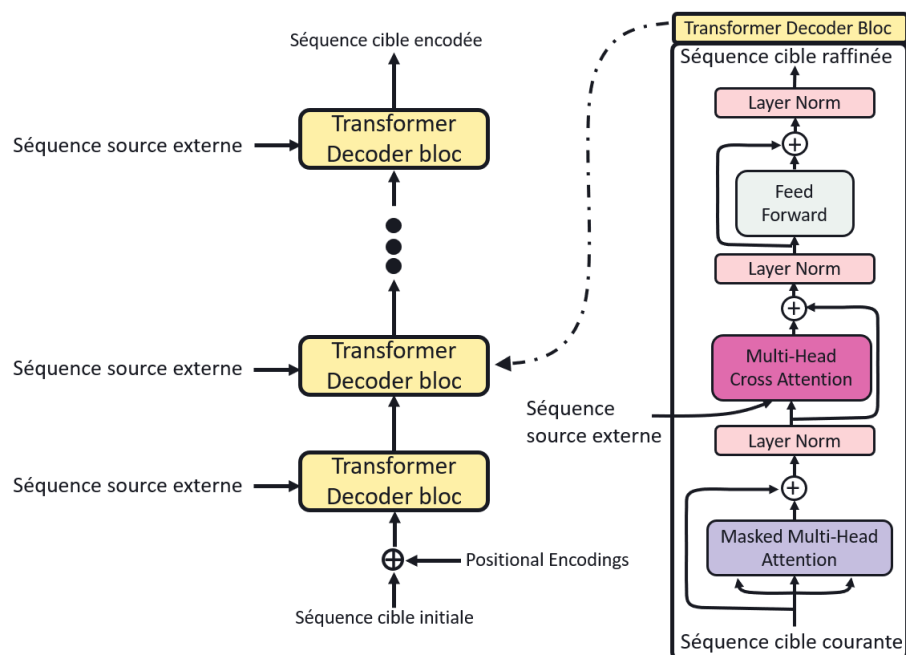 Séquence cible encodée
Transformer
Decoder bloc
Séquence source externe
Transformer
Decoder bloc
Séquence source externe
Transformer
Decoder bloc
Séquence source externe
Positional Encodings
Séquence cible initiale
Transformer Decoder Bloc
Séquence cible raffinée
Layer Norm
Feed
Forward
Layer Norm
Multi-Head
Cross Attention
Séquence
source externe
Layer Norm
Masked Multi-Head
Attention
Séquence cible courante